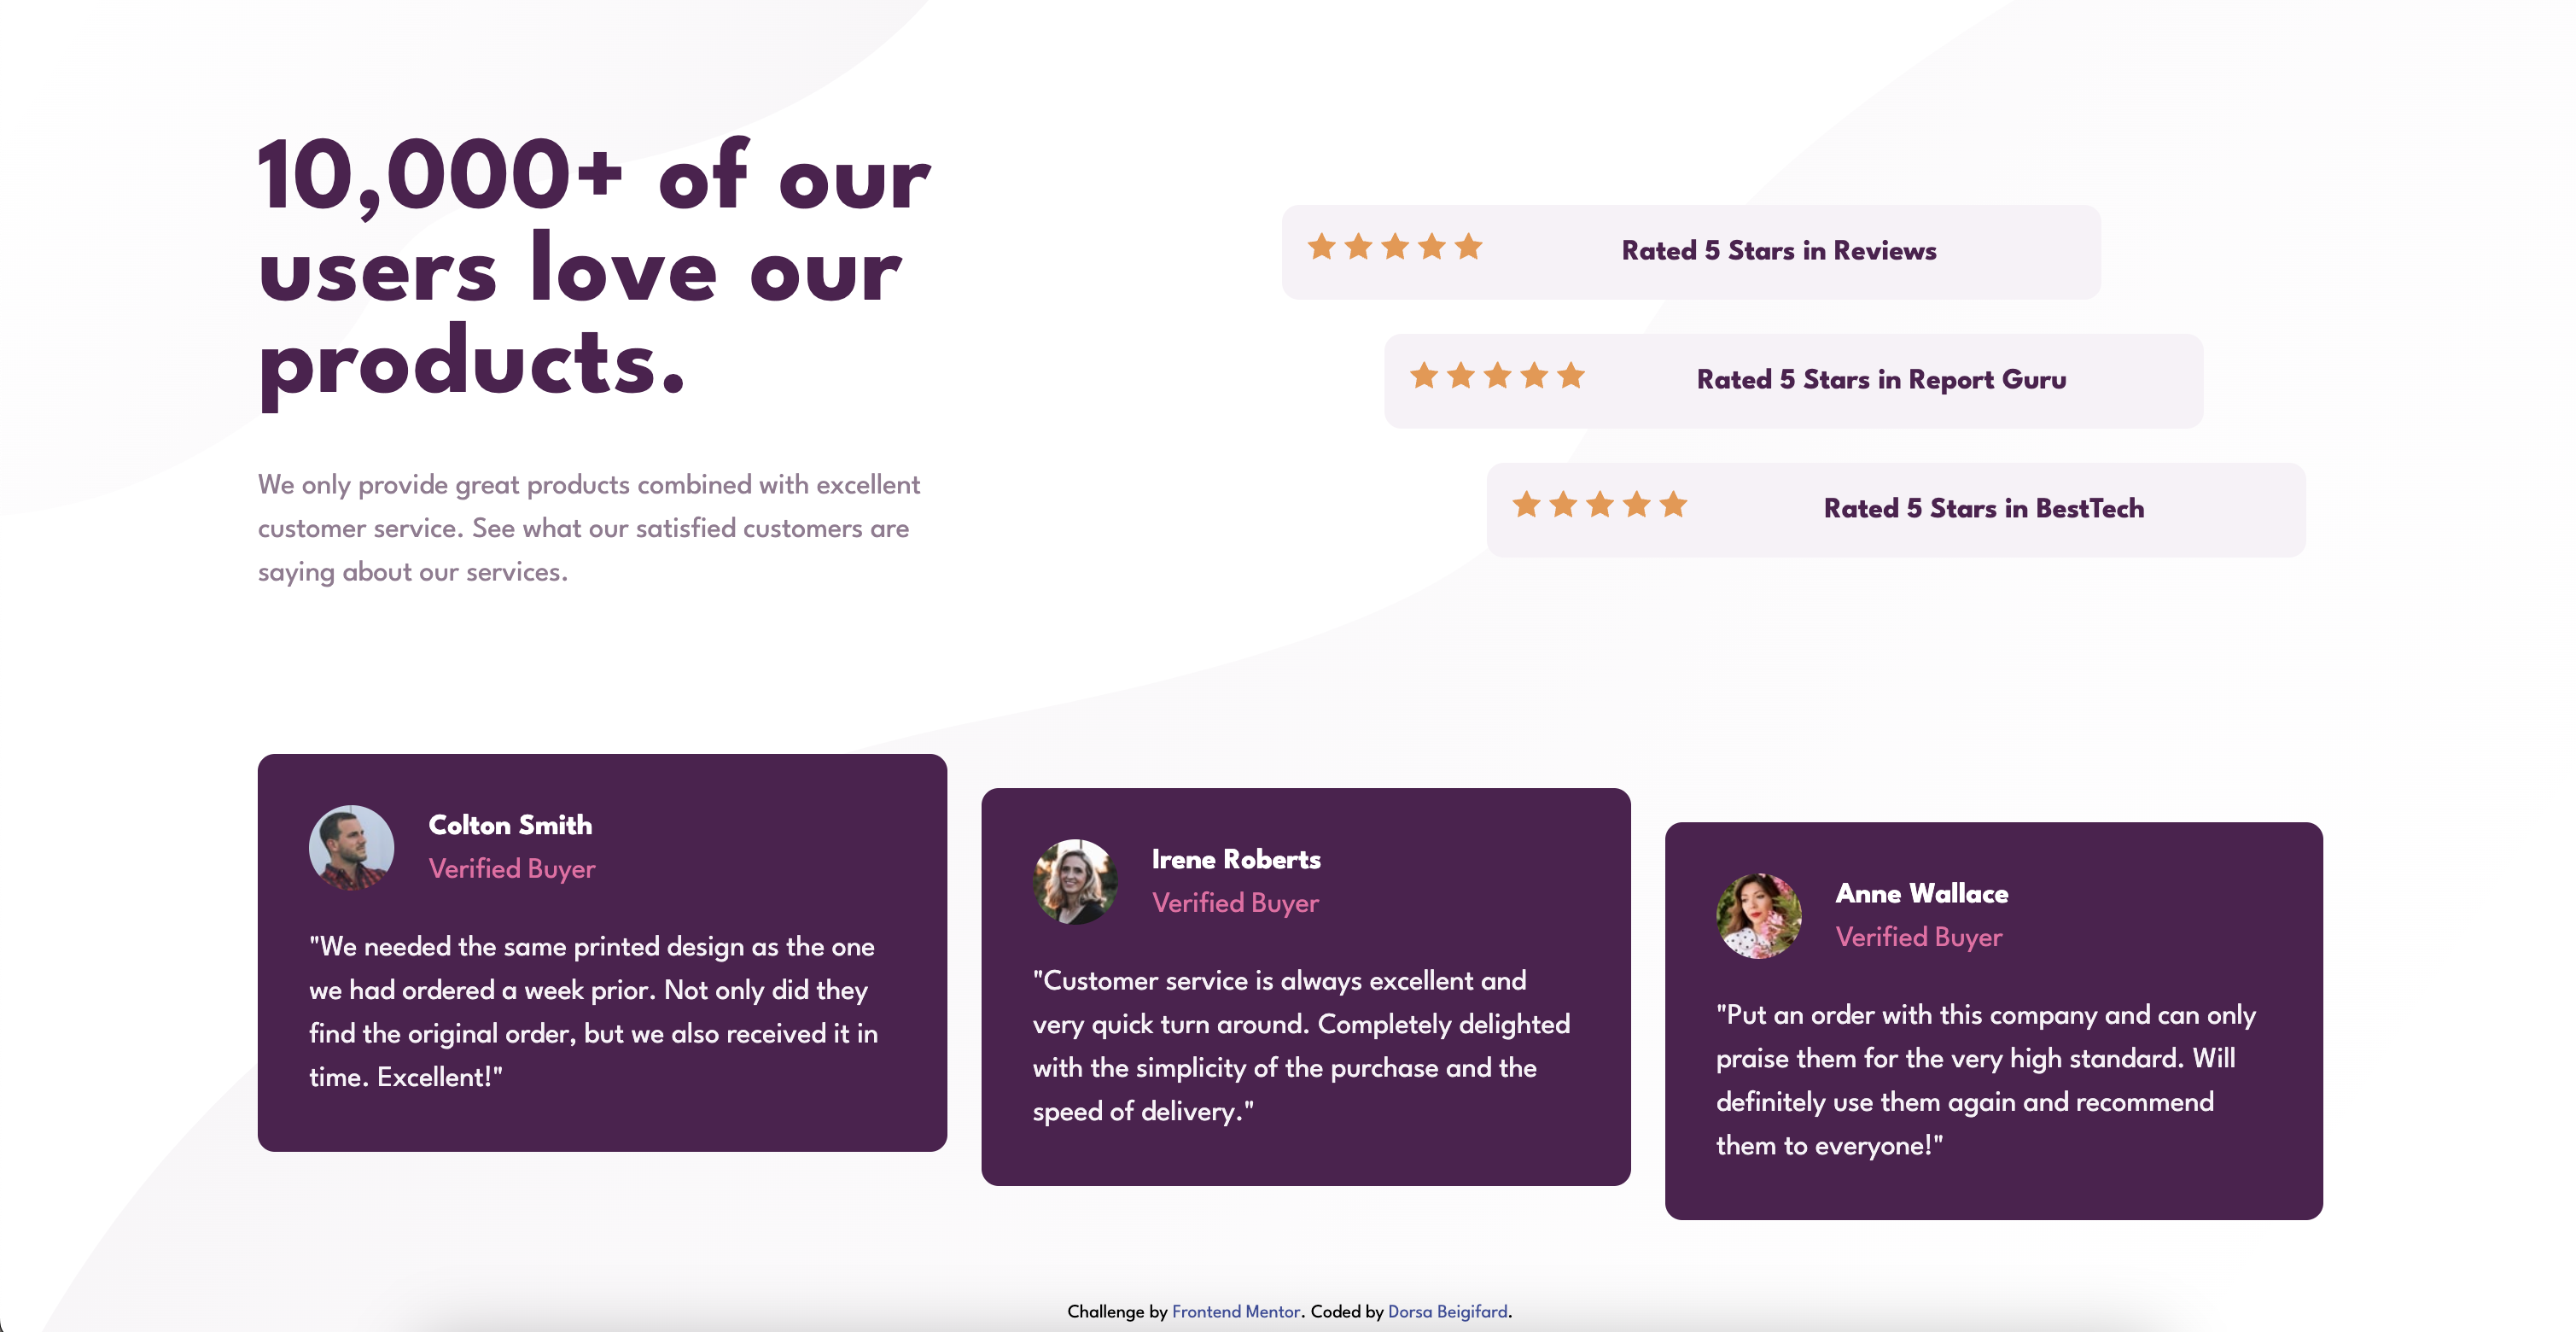 10,000+ of our
users love our
products.
We only provide great products combined with excellent
customer service. See what our satisfied customers are
saying about our services.
Rated 5 Stars in Reviews
Rated 5 Stars in Report Guru
Rated 5 Stars in BestTech
Colton Smith
Verified Buyer
"We needed the same printed design as the one
we had ordered a week prior. Not only did they
find the original order, but we also received it in
time. Excellent!"
Irene Roberts
Verified Buyer
"Customer service is always excellent and
very quick turn around. Completely delighted
with the simplicity of the purchase and the
speed of delivery."
Anne Wallace
Verified Buyer
"Put an order with this company and can only
praise them for the very high standard. Will
definitely use them again and recommend
them to everyone!"
Challenge by Frontend Mentor. Coded by Dorsa Beigifard.